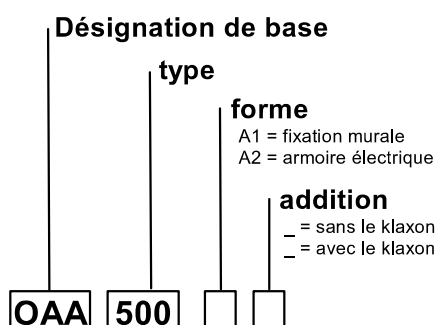 Désignation de base
type
forme
A1 = fixation murale
A2 = armoire électrique
addition
_ = sans le klaxon
_ = avec le klaxon
OAA 500